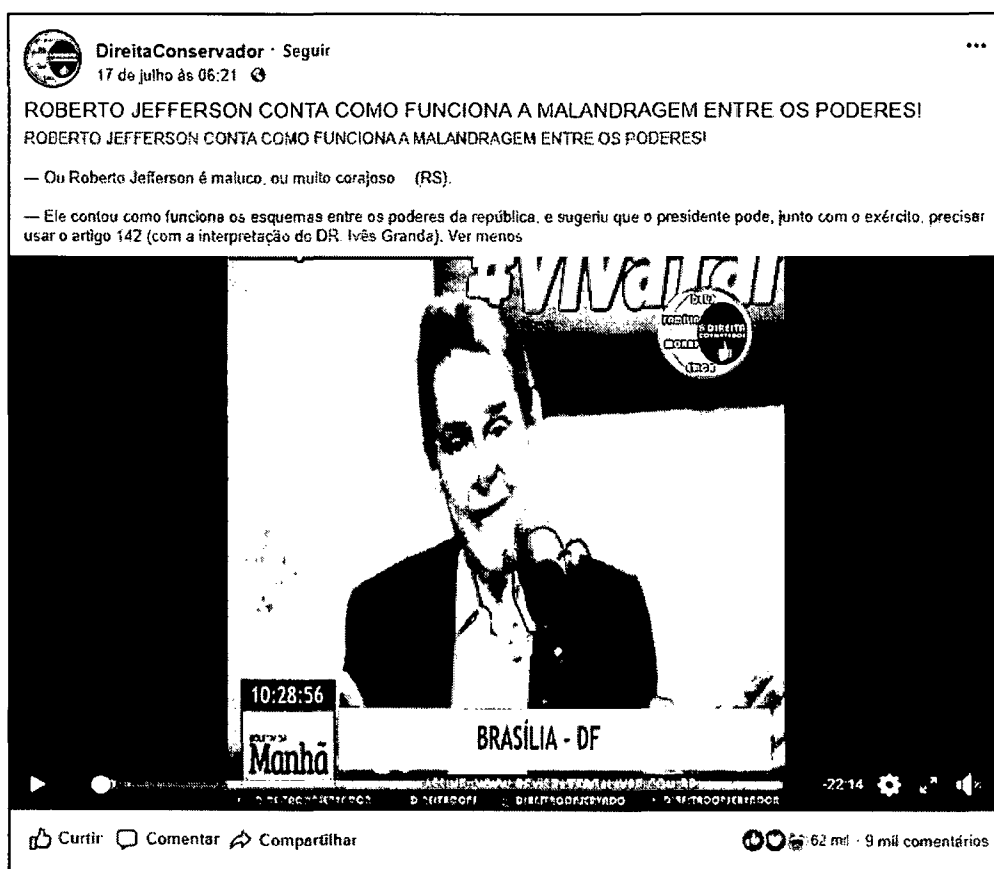 DireitaConservador · Seguir
17 de julho às 06:21
ROBERTO JEFFERSON CONTA COMO FUNCIONA A MALANDRAGEM ENTRE OS PODERES!
ROBERTO JEFFERSON CONTA COMO FUNCIONA A MALANDRAGEM ENTRE OS PODERES!
— Ou Roberto Jefferson é maluco, ou muito corajoso (RS).
— Ele contou como funciona os esquemas entre os poderes da república, e sugeriu que o presidente pode, junto com o exército, precisar
usar o artigo 142 (com a interpretação do DR. Ivês Granda). Ver menos
A DIREITA
10:28:56
Manhã
BRASÍLIA - DF
-22:14
Curtir Comentar Compartilhar
62 mil · 9 mil comentários